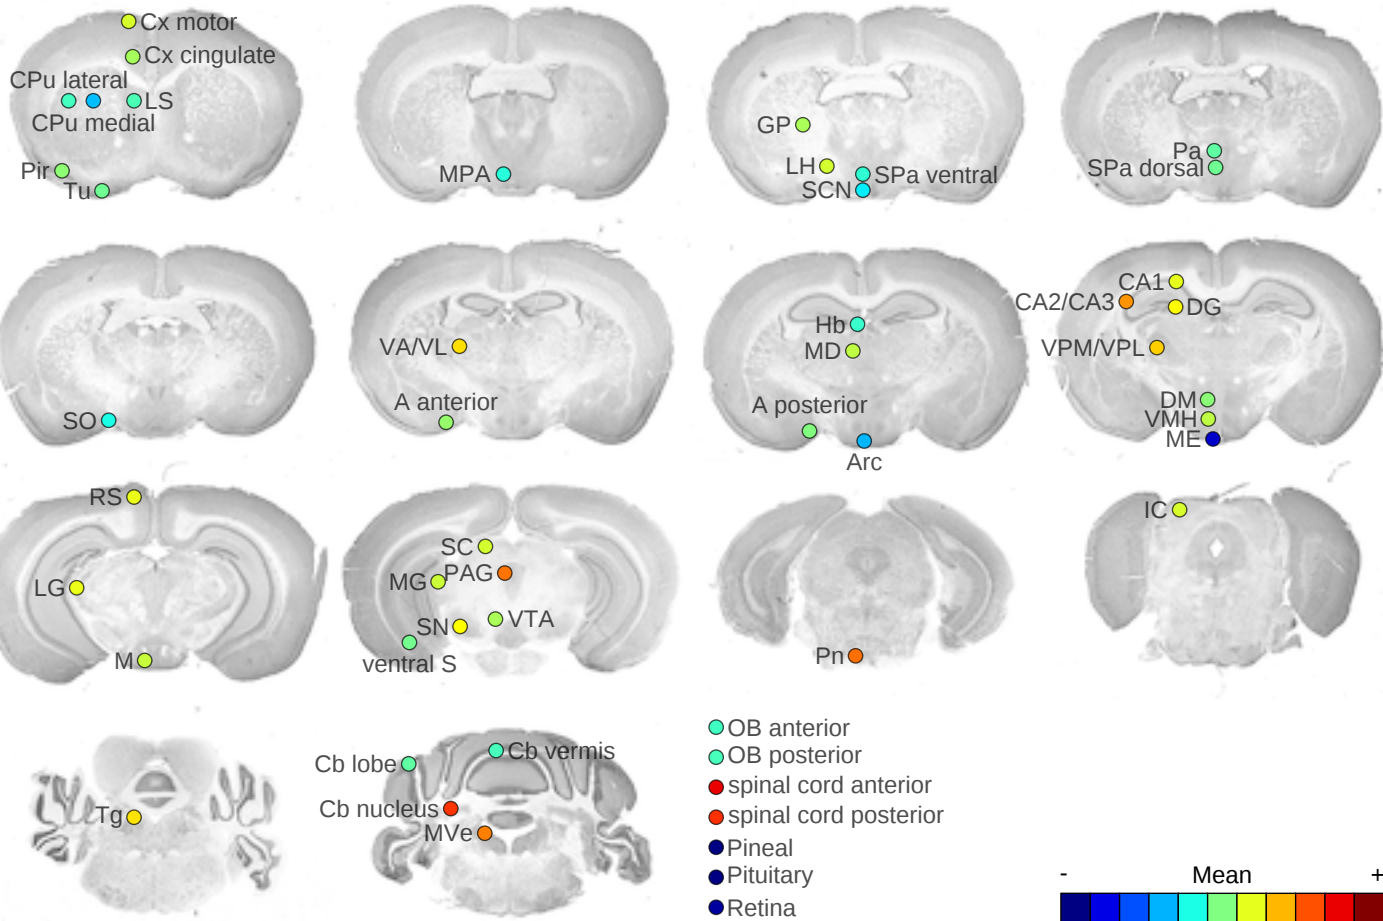 Cx motor
Cx cingulate
CPu lateral
LS
CPu medial
Pir
Tu
MPA
GP
LH
SPa ventral
SCN
Pa
SPa dorsal
SO
VA/VL
A anterior
Hb
MD
A posterior
Arc
CA1
CA2/CA3
DG
VPM/VPL
DM
VMH
ME
RS
LG
M
SC
PAG
MG
VTA
SN
ventral S
Pn
IC
Tg
Cb lobe
Cb vermis
Cb nucleus
MVe
OB anterior
OB posterior
spinal cord anterior
spinal cord posterior
Pineal
Pituitary
Retina
- Mean +